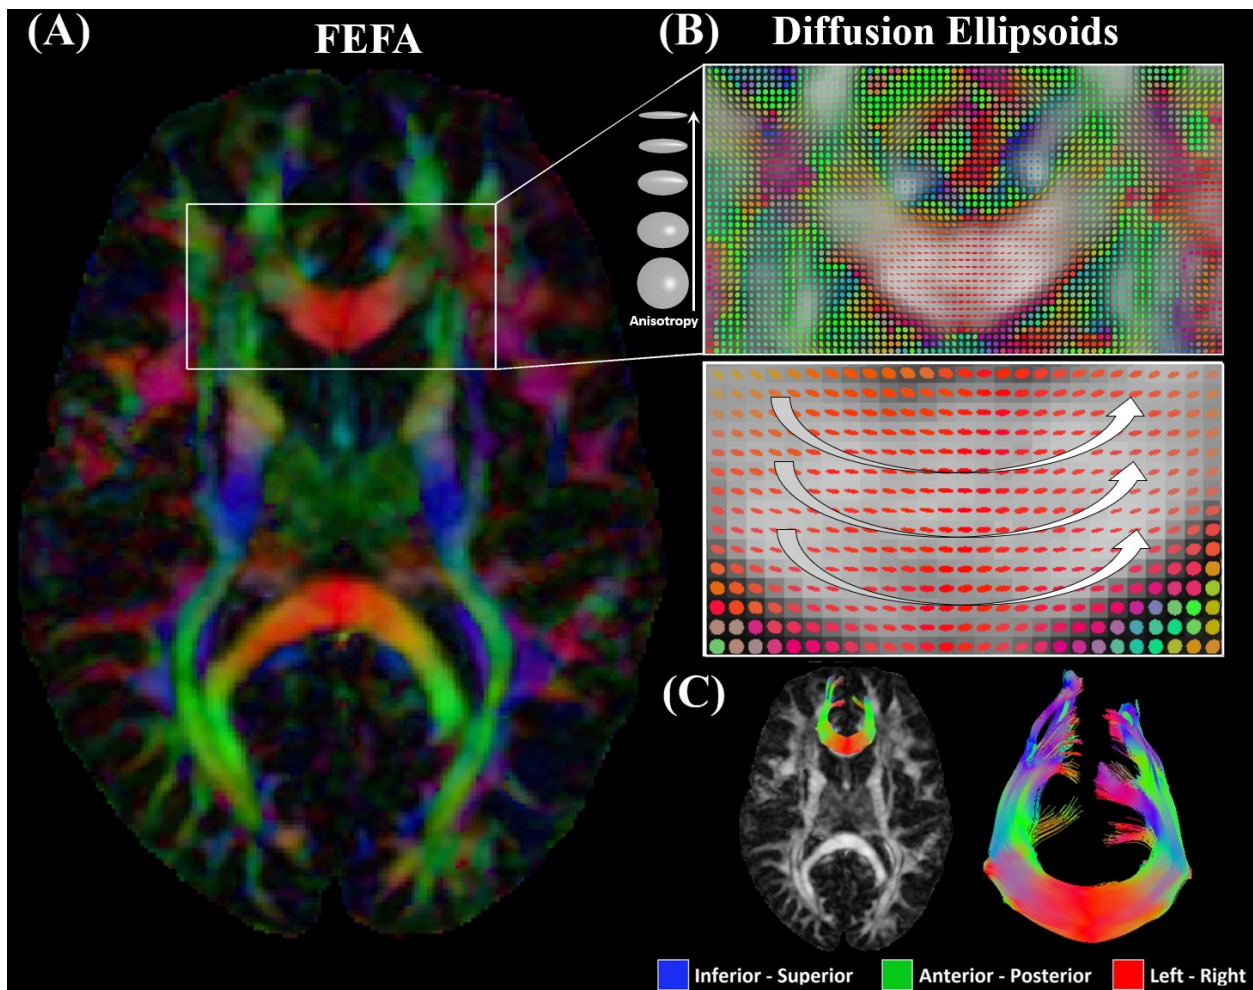 (A)
FEFA
(B)
Diffusion Ellipsoids
Anisotropy
(C)
Inferior - Superior
Anterior - Posterior
Left - Right